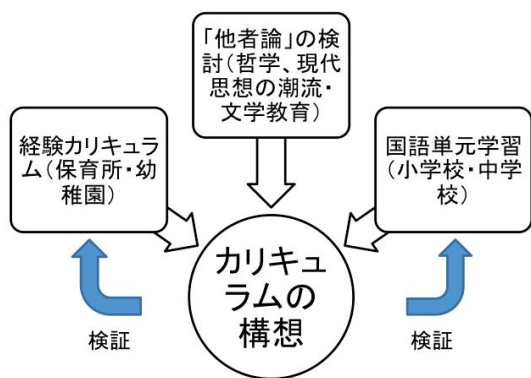 「他者論」の検
討（哲学、現代
思想の潮流・
文学教育）
経験カリキュラ
ム（保育所・幼
稚園）
国語単元学習
（小学校・中学
校）
カリキュ
ラムの
構想
検証
検証